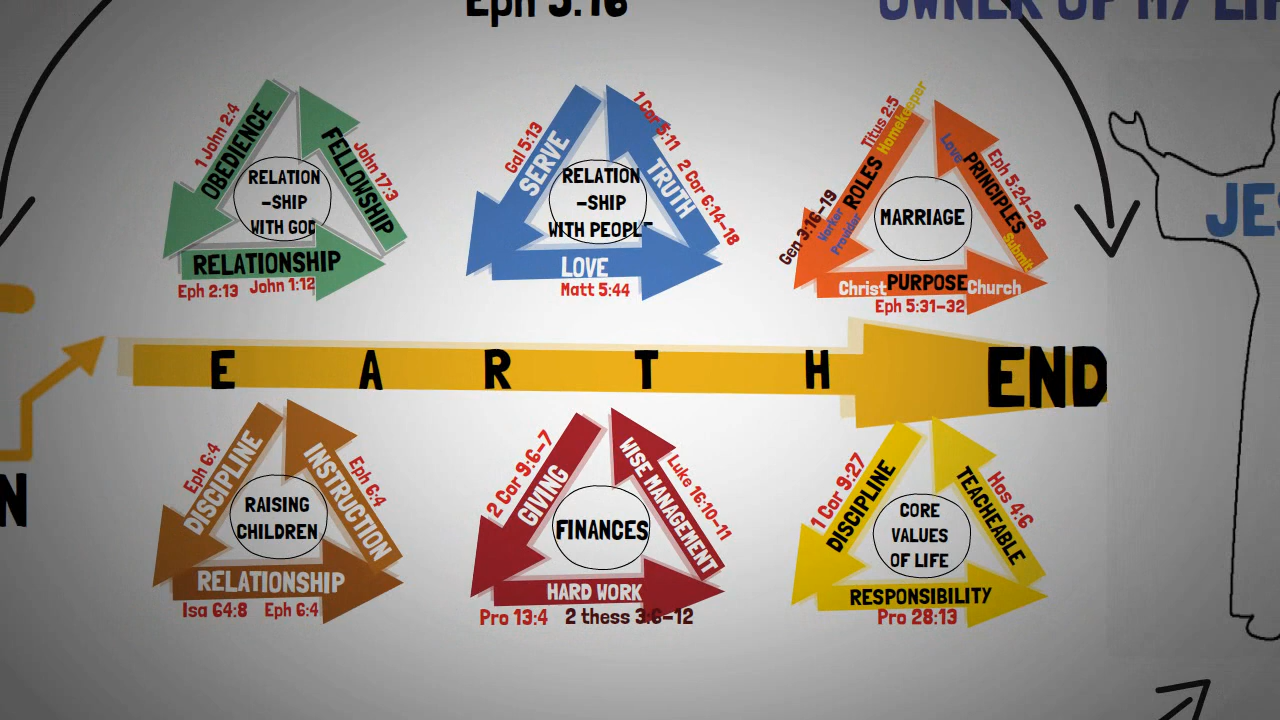 Eph 5:16
OWNER OF MY LIF
1 John 2:4
OBEDIENCE
FELLOWSHIP
John 17:3
RELATION
-SHIP
WITH GOD
RELATIONSHIP
Eph 2:13 John 1:12
Gal 5:13
SERVE
1 Cor 5:11 2 Cor 6:14-18
TRUTH
RELATION
-SHIP
WITH PEOPLE
LOVE
Matt 5:44
Titus 2:5
Homekeeper
ROLES
Gen 3:16-19
Worker
Provider
Love
PRINCIPLES
Submit
Eph 5:24-28
MARRIAGE
Christ PURPOSE Church
Eph 5:31-32
JES
E A R T H END
N
Eph 6:4
DISCIPLINE
INSTRUCTION
Eph 6:4
RAISING
CHILDREN
RELATIONSHIP
Isa 64:8 Eph 6:4
2 Cor 9:6-7
GIVING
WISE MANAGEMENT
Luke 16:10-11
FINANCES
HARD WORK
Pro 13:4 2 thess 3:6-12
1 Cor 9:27
DISCIPLINE
TEACHEABLE
Hos 4:6
CORE
VALUES
OF LIFE
RESPONSIBILITY
Pro 28:13